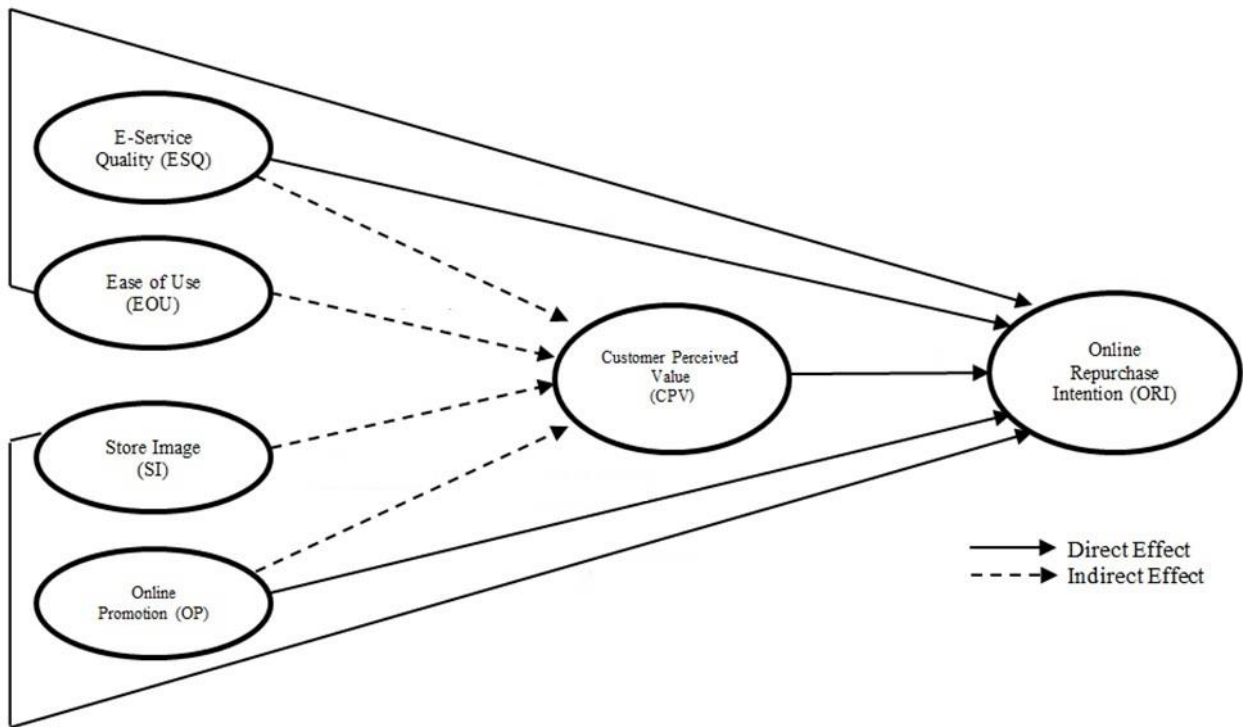 E-Service
Quality (ESQ)
Ease of Use
(EOU)
Customer Perceived
Value
(CPV)
Online
Repurchase
Intention (ORI)
Store Image
(SI)
Online
Promotion (OP)
Direct Effect
Indirect Effect